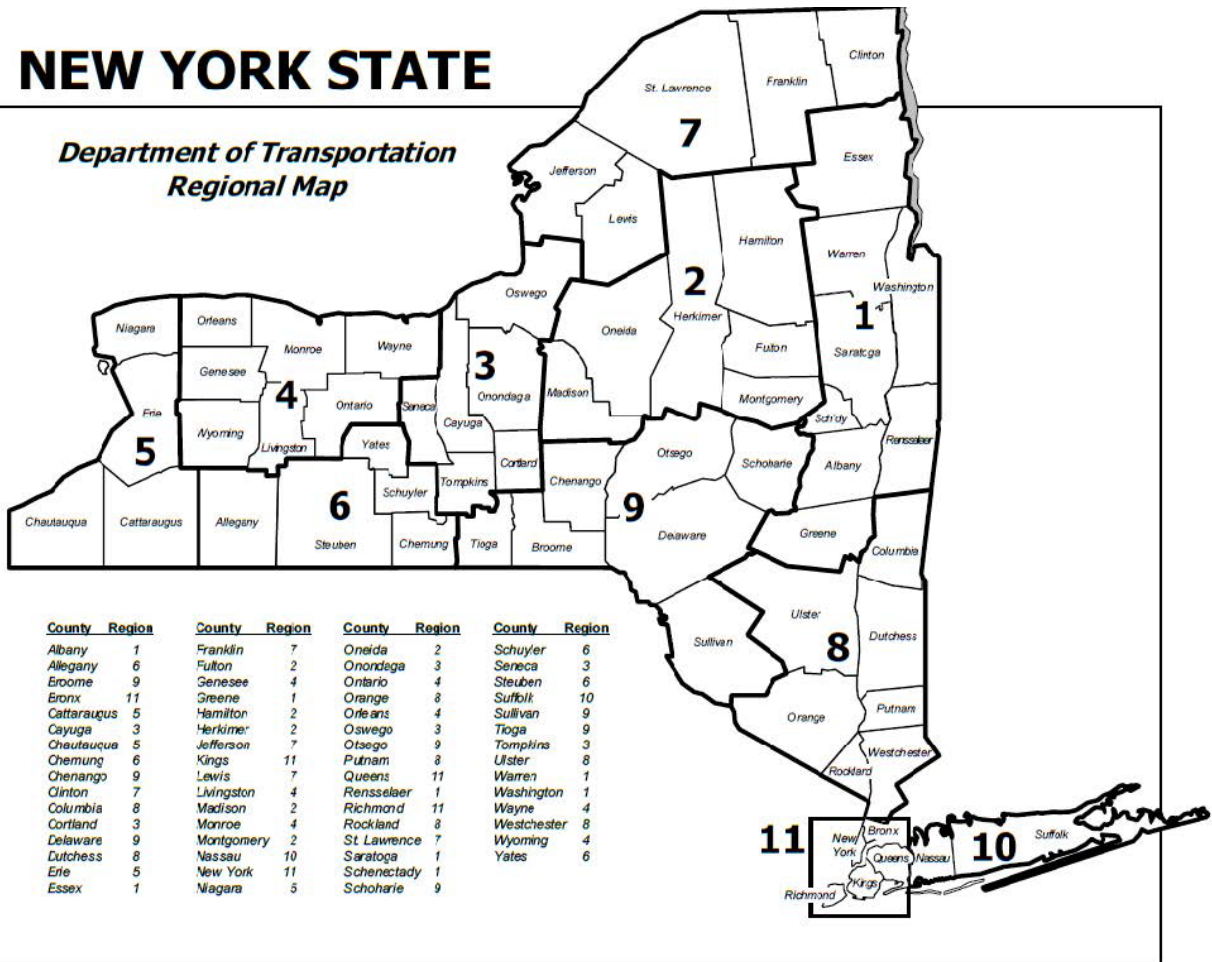 NEW YORK STATE
Department of Transportation
Regional Map
Clinton
Franklin
St. Lawrence
7
Essex
Jefferson
Lewis
Hamilton
Warren
2
Washington
Oswego
Herkimer
1
Orleans
Niagara
Oneida
Monroe
Wayne
Fulton
Saratoga
3
Genesee
4
Madison
Onondaga
Montgomery
Ontario
Seneca
Erie
Cayuga
Sch'dy
Wyoming
Rensselaer
Livingston
Yates
5
Otsego
Cortland
Schoharie
Albany
Tompkins
Chenango
Schuyler
6
9
Chautauqua
Cattaraugus
Allegany
Steuben
Chemung
Tioga
Broome
Delaware
Greene
Columbia
Ulster
Sullivan
8
Dutchess
Putnam
Orange
Westchester
Rockland
11
New
York
Bronx
Queens
Nassau
10
Suffolk
Kings
Richmond
County Region
Albany 1
Allegany 6
Broome 9
Bronx 11
Cattaraugus 5
Cayuga 3
Chautauqua 5
Chemung 6
Chenango 9
Clinton 7
Columbia 8
Cortland 3
Delaware 9
Dutchess 8
Erie 5
Essex 1
County Region
Franklin 7
Fulton 2
Genesee 4
Greene 1
Hamilton 2
Herkimer 2
Jefferson 7
Kings 11
Lewis 7
Livingston 4
Madison 2
Monroe 4
Montgomery 2
Nassau 10
New York 11
Niagara 5
County Region
Oneida 2
Onondaga 3
Ontario 4
Orange 8
Orleans 4
Oswego 3
Otsego 9
Putnam 8
Queens 11
Rensselaer 1
Richmond 11
Rockland 8
St. Lawrence 7
Saratoga 1
Schenectady 1
Schoharie 9
County Region
Schuyler 6
Seneca 3
Steuben 6
Suffolk 10
Sullivan 9
Tioga 9
Tompkins 3
Ulster 8
Warren 1
Washington 1
Wayne 4
Westchester 8
Wyoming 4
Yates 6